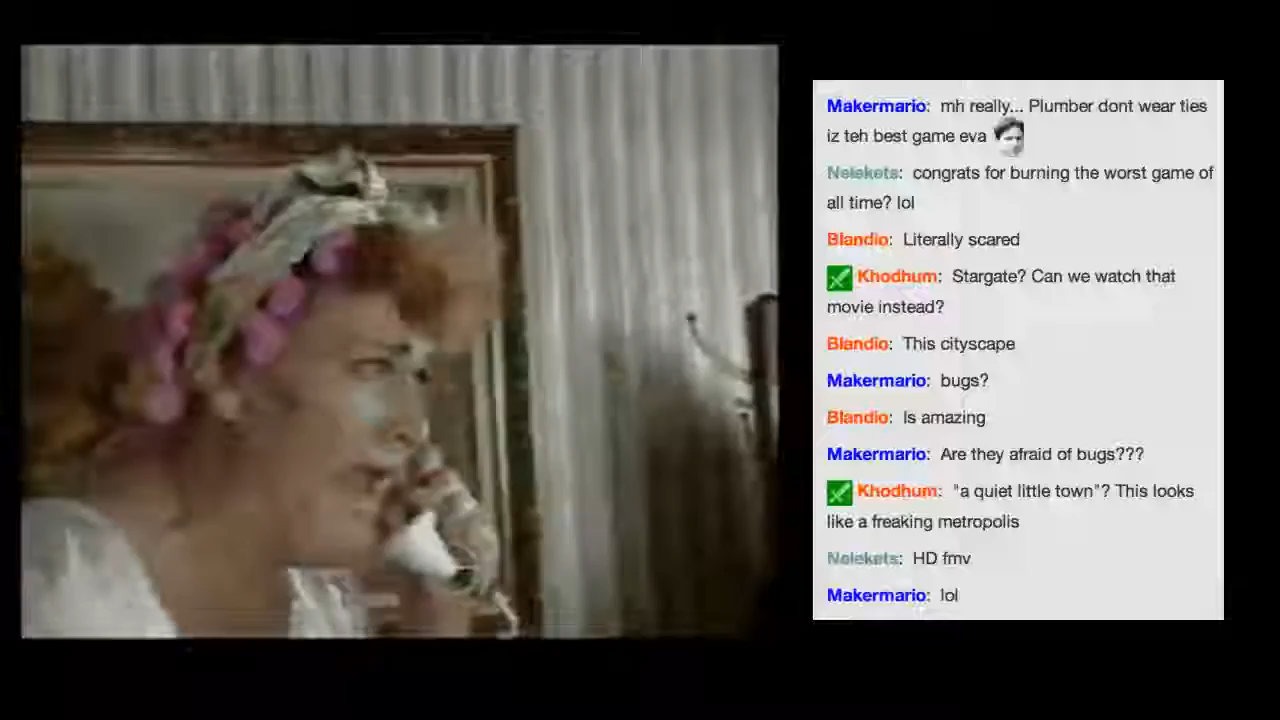 Makermario: mh really... Plumber dont wear ties
iz teh best game eva
Nelekets: congrats for burning the worst game of
all time? lol
Blandio: Literally scared
Khodhum: Stargate? Can we watch that
movie instead?
Blandio: This cityscape
Makermario: bugs?
Blandio: Is amazing
Makermario: Are they afraid of bugs???
Khodhum: "a quiet little town"? This looks
like a freaking metropolis
Nelekets: HD fmv
Makermario: lol